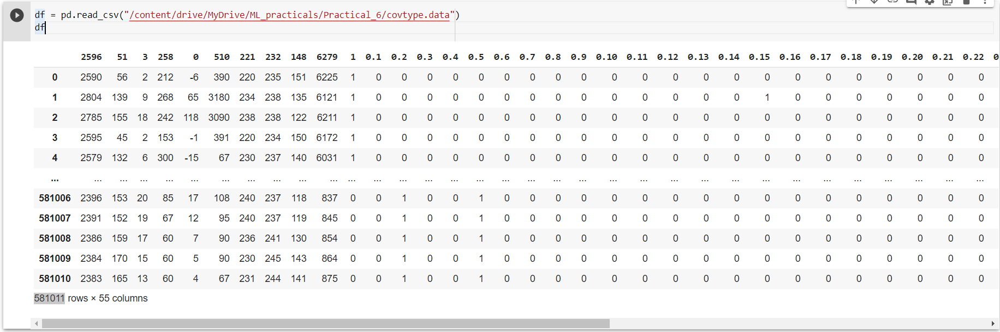 df = pd.read_csv("/content/drive/MyDrive/ML_practicals/Practical_6/covtype.data")
df
2596 51 3 258 0 510 221 232 148 6279 1 0.1 0.2 0.3 0.4 0.5 0.6 0.7 0.8 0.9 0.10 0.11 0.12 0.13 0.14 0.15 0.16 0.17 0.18 0.19 0.20 0.21 0.22 0
0 2590 56 2 212 -6 390 220 235 151 6225 1 0 0 0 0 0 0 0 0 0 0 0 0 0 0 0 0 0 0 0 0 0 0
1 2804 139 9 268 65 3180 234 238 135 6121 1 0 0 0 0 0 0 0 0 0 0 0 0 0 0 1 0 0 0 0 0 0 0
2 2785 155 18 242 118 3090 238 238 122 6211 1 0 0 0 0 0 0 0 0 0 0 0 0 0 0 0 0 0 0 0 0 0 0
3 2595 45 2 153 -1 391 220 234 150 6172 1 0 0 0 0 0 0 0 0 0 0 0 0 0 0 0 0 0 0 0 0 0 0
4 2579 132 6 300 -15 67 230 237 140 6031 1 0 0 0 0 0 0 0 0 0 0 0 0 0 0 0 0 0 0 0 0 0 0
... ... ... ... ... ... ... ... ... ... ... ... ... ... ... ... ... ... ... ... ... ... ... ... ... ... ... ... ... ... ... ... ... ... ...
581006 2396 153 20 85 17 108 240 237 118 837 0 0 1 0 0 1 0 0 0 0 0 0 0 0 0 0 0 0 0 0 0 0 0
581007 2391 152 19 67 12 95 240 237 119 845 0 0 1 0 0 1 0 0 0 0 0 0 0 0 0 0 0 0 0 0 0 0 0
581008 2386 159 17 60 7 90 236 241 130 854 0 0 1 0 0 1 0 0 0 0 0 0 0 0 0 0 0 0 0 0 0 0 0
581009 2384 170 15 60 5 90 230 245 143 864 0 0 1 0 0 1 0 0 0 0 0 0 0 0 0 0 0 0 0 0 0 0 0
581010 2383 165 13 60 4 67 231 244 141 875 0 0 1 0 0 1 0 0 0 0 0 0 0 0 0 0 0 0 0 0 0 0 0
581011 rows × 55 columns